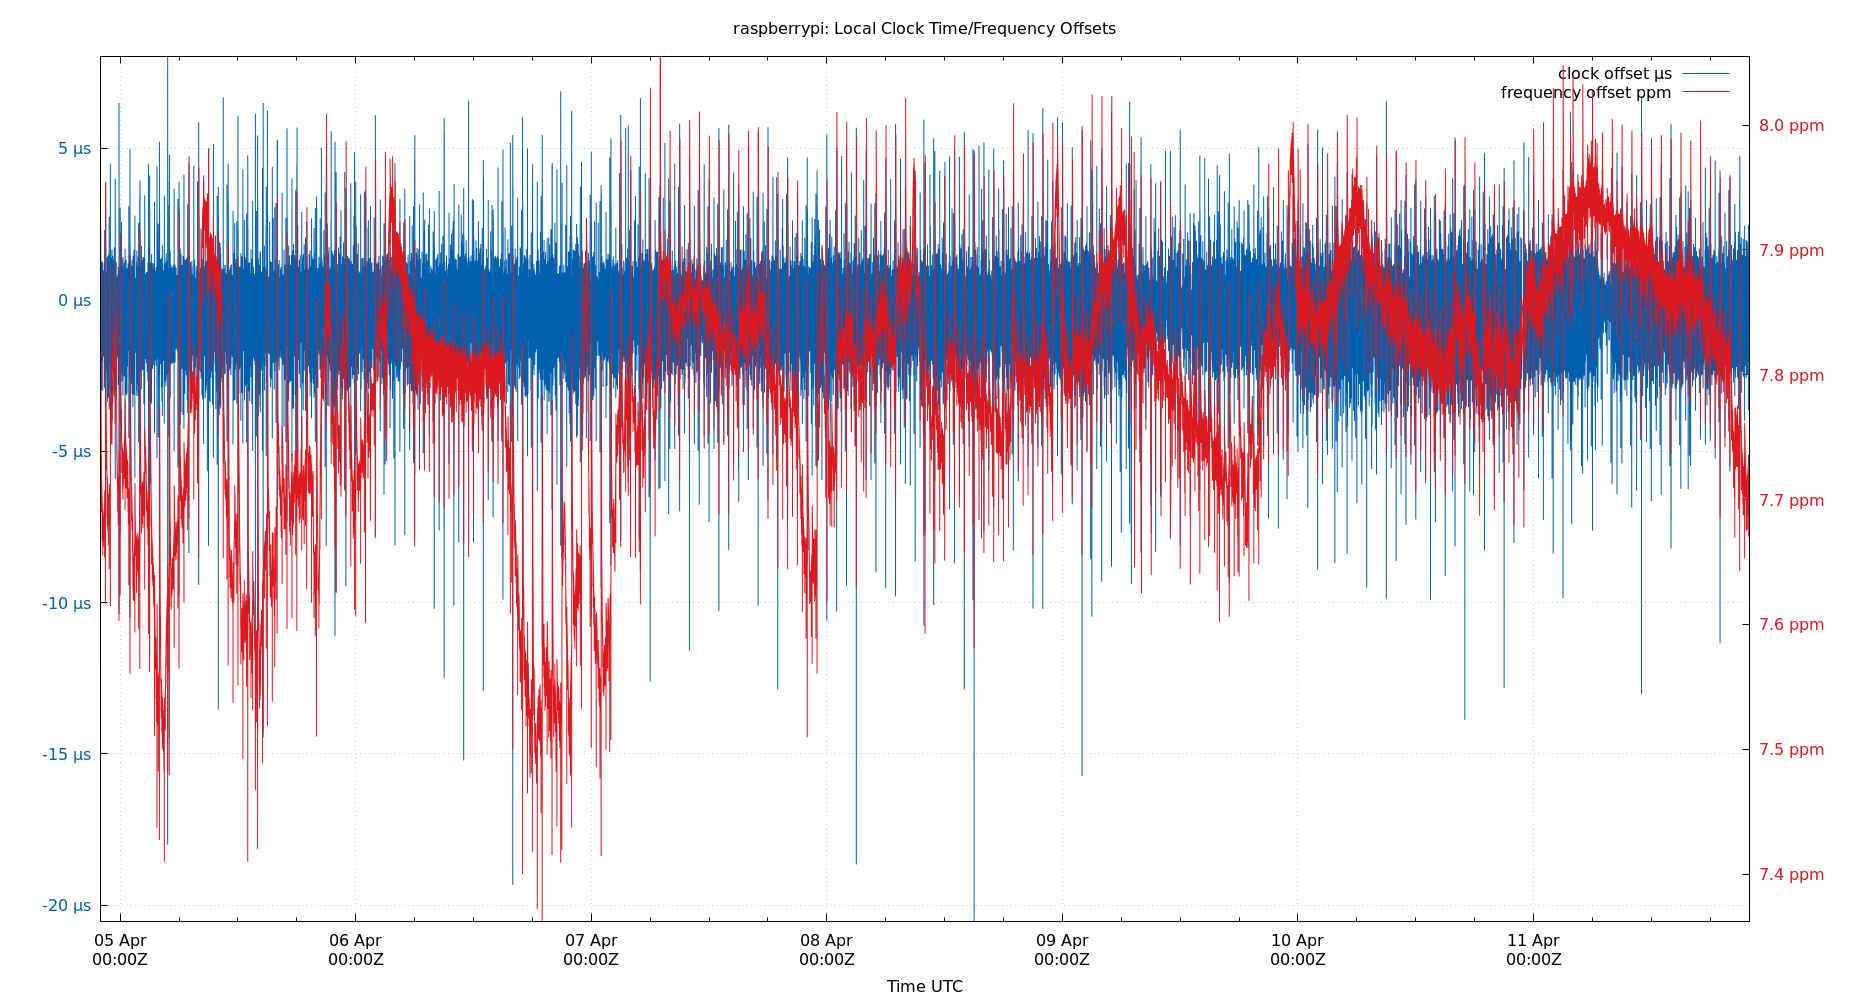 raspberrypi: Local Clock Time/Frequency Offsets
clock offset µs
frequency offset ppm
5 µs
0 µs
-5 µs
-10 µs
-15 µs
-20 µs
8.0 ppm
7.9 ppm
7.8 ppm
7.7 ppm
7.6 ppm
7.5 ppm
7.4 ppm
05 Apr
00:00Z
06 Apr
00:00Z
07 Apr
00:00Z
08 Apr
00:00Z
09 Apr
00:00Z
10 Apr
00:00Z
11 Apr
00:00Z
Time UTC